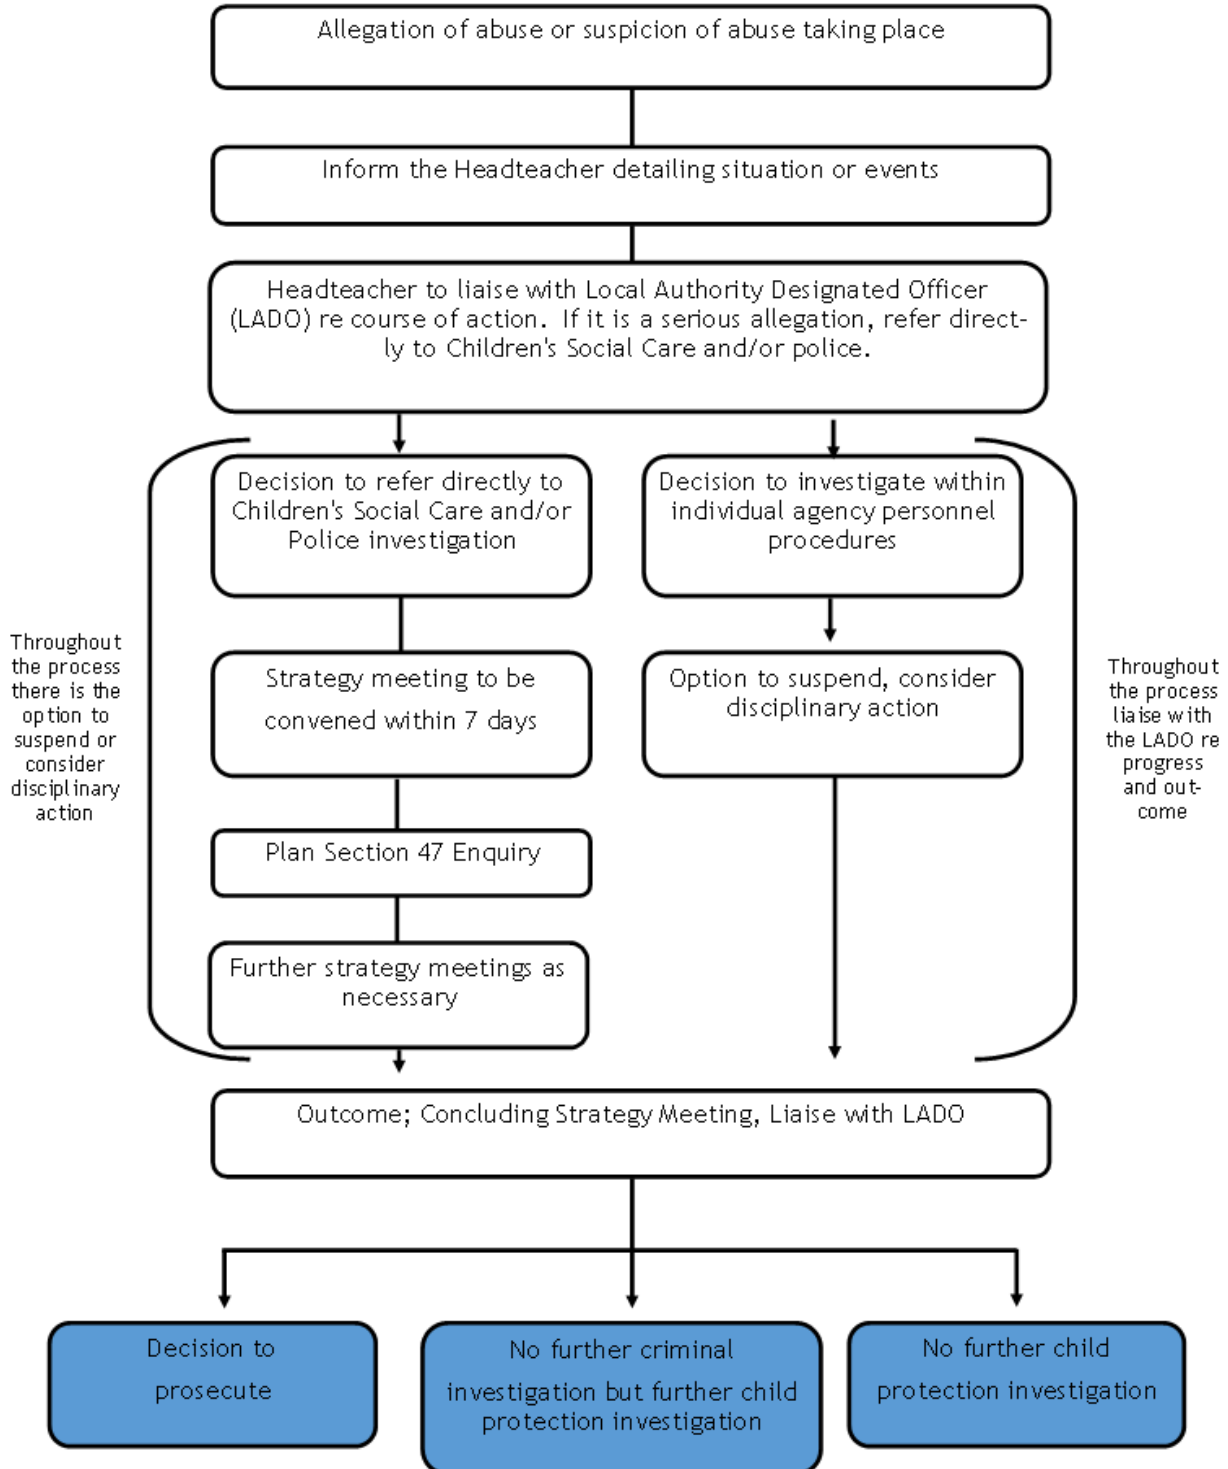 Allegation of abuse or suspicion of abuse taking place
Inform the Headteacher detailing situation or events
Headteacher to liaise with Local Authority Designated Officer
(LADO) re course of action.  If it is a serious allegation, refer direct-
ly to Children's Social Care and/or police.
Decision to refer directly to
Children's Social Care and/or
Police investigation
Decision to investigate within
individual agency personnel
procedures
Throughout
the process
there is the
option to
suspend or
consider
disciplinary
action
Strategy meeting to be
convened within 7 days
Option to suspend, consider
disciplinary action
Throughout
the process
liaise with
the LADO re
progress
and out-
come
Plan Section 47 Enquiry
Further strategy meetings as
necessary
Outcome; Concluding Strategy Meeting, Liaise with LADO
Decision to
prosecute
No further criminal
investigation but further child
protection investigation
No further child
protection investigation